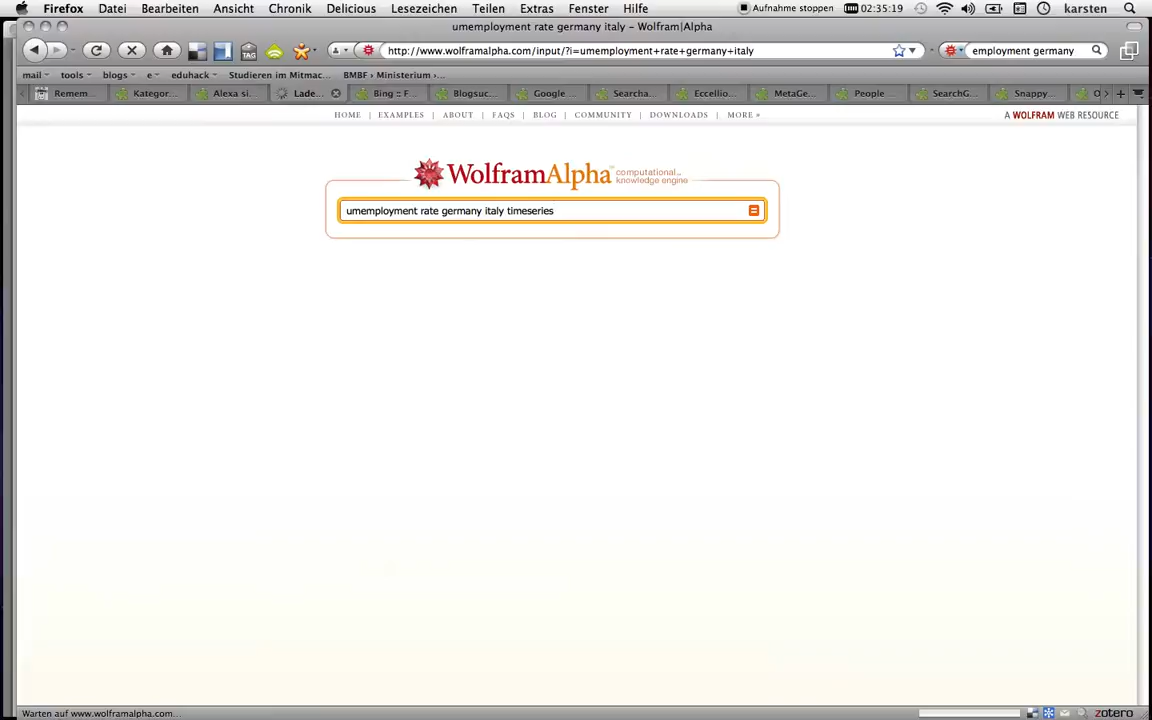 Firefox Datei Bearbeiten Ansicht Chronik Delicious Lesezeichen Teilen Extras Fenster Hilfe Aufnahme stoppen 02:35:19 karsten
umemployment rate germany italy – Wolfram|Alpha
http://www.wolframalpha.com/input/?i=umemployment+rate+germany+italy employment germany
mail tools blogs e eduhack Studieren im Mitmac... BMBF › Ministerium ›...
Remem... Kategor... Alexa si... Lade... Bing :: F... Blogsuc... Google ... Searcha... Eccellio... MetaGe... People ... SearchG... Snappy... O
HOME | EXAMPLES | ABOUT | FAQS | BLOG | COMMUNITY | DOWNLOADS | MORE » A WOLFRAM WEB RESOURCE
WolframAlpha computational... knowledge engine
umemployment rate germany italy timeseries
Warten auf www.wolframalpha.com... zotero